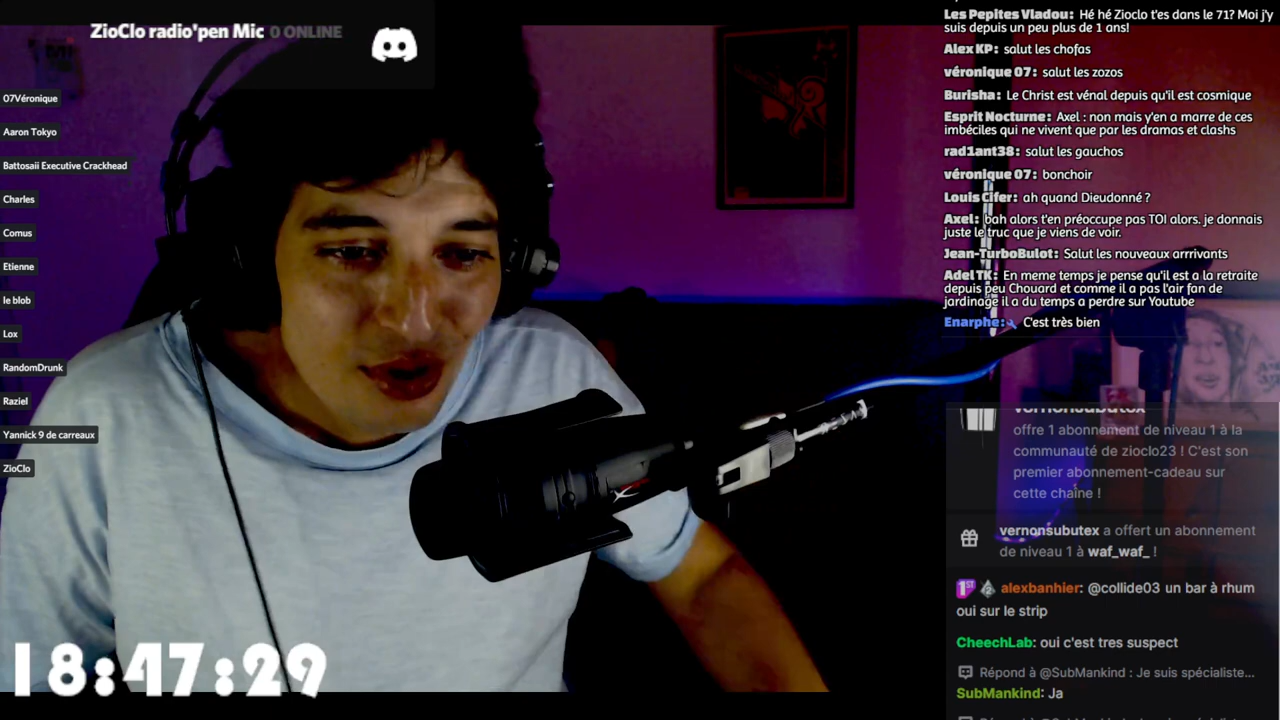 ZioClo radio'pen Mic 0 ONLINE
07Véronique
Aaron Tokyo
Battosaii Executive Crackhead
Charles
Comus
Etienne
le blob
Lox
RandomDrunk
Raziel
Yannick 9 de carreaux
ZioClo
18:47:29
Les Pepites Vladou: Hé hé Zioclo t'es dans le 71? Moi j'y
suis depuis un peu plus de 1 ans!
Alex KP: salut les chofas
véronique 07: salut les zozos
Burisha: Le Christ est vénal depuis qu'il est cosmique
Esprit Nocturne: Axel : non mais y'en a marre de ces
imbéciles qui ne vivent que par les dramas et clashs
rad1ant38: salut les gauchos
véronique 07: bonchoir
Louis Cifer: ah quand Dieudonné ?
Axel: bah alors t'en préoccupe pas TOI alors. je donnais
juste le truc que je viens de voir.
Jean-TurboBulot: Salut les nouveaux arrrivants
Adel TK: En meme temps je pense qu'il est a la retraite
depuis peu Chouard et comme il a pas l'air fan de
jardinage il a du temps a perdre sur Youtube
Enarphe: C'est très bien
vernonsubutex
offre 1 abonnement de niveau 1 à la
communauté de zioclo23 ! C'est son
premier abonnement-cadeau sur
cette chaîne !
vernonsubutex a offert un abonnement
de niveau 1 à waf_waf_ !
1ST 2 alexbanhier: @collide03 un bar à rhum
oui sur le strip
CheechLab: oui c'est tres suspect
Répond à @SubMankind : Je suis spécialiste...
SubMankind: Ja